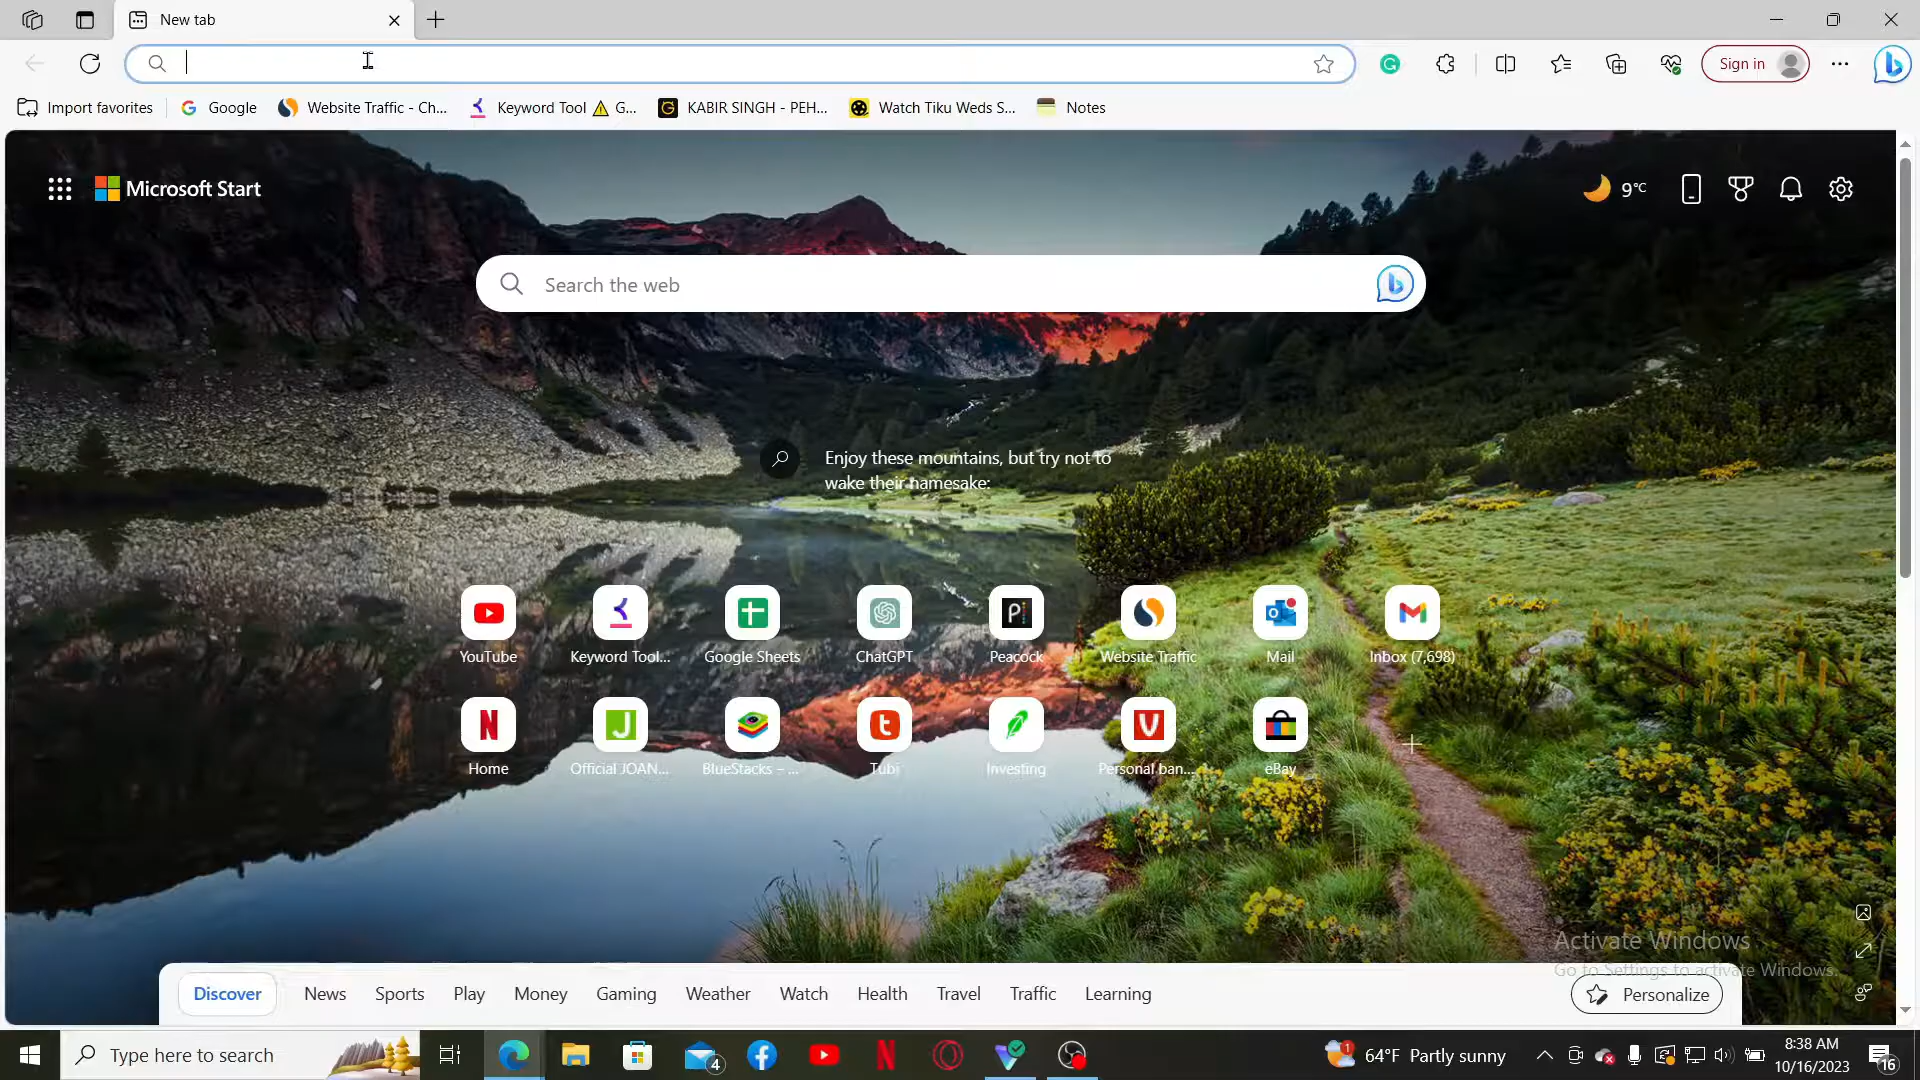 New tab
Sign in
Import favorites
Google
Website Traffic - Ch...
Keyword Tool ⚠ G...
KABIR SINGH - PEH...
Watch Tiku Weds S...
Notes
Microsoft Start
9°C
Search the web
Enjoy these mountains, but try not to
wake their namesake:
YouTube
Keyword Tool...
Google Sheets
ChatGPT
Peacock
Website Traffic
Mail
Inbox (7,698)
Home
Official JOAN...
BlueStacks – ...
Tubi
Investing
Personal ban...
eBay
Activate Windows
Go to Settings to activate Windows.
Discover
News
Sports
Play
Money
Gaming
Weather
Watch
Health
Travel
Traffic
Learning
Personalize
Type here to search
4
1
64°F Partly sunny
8:38 AM
10/16/2023
16